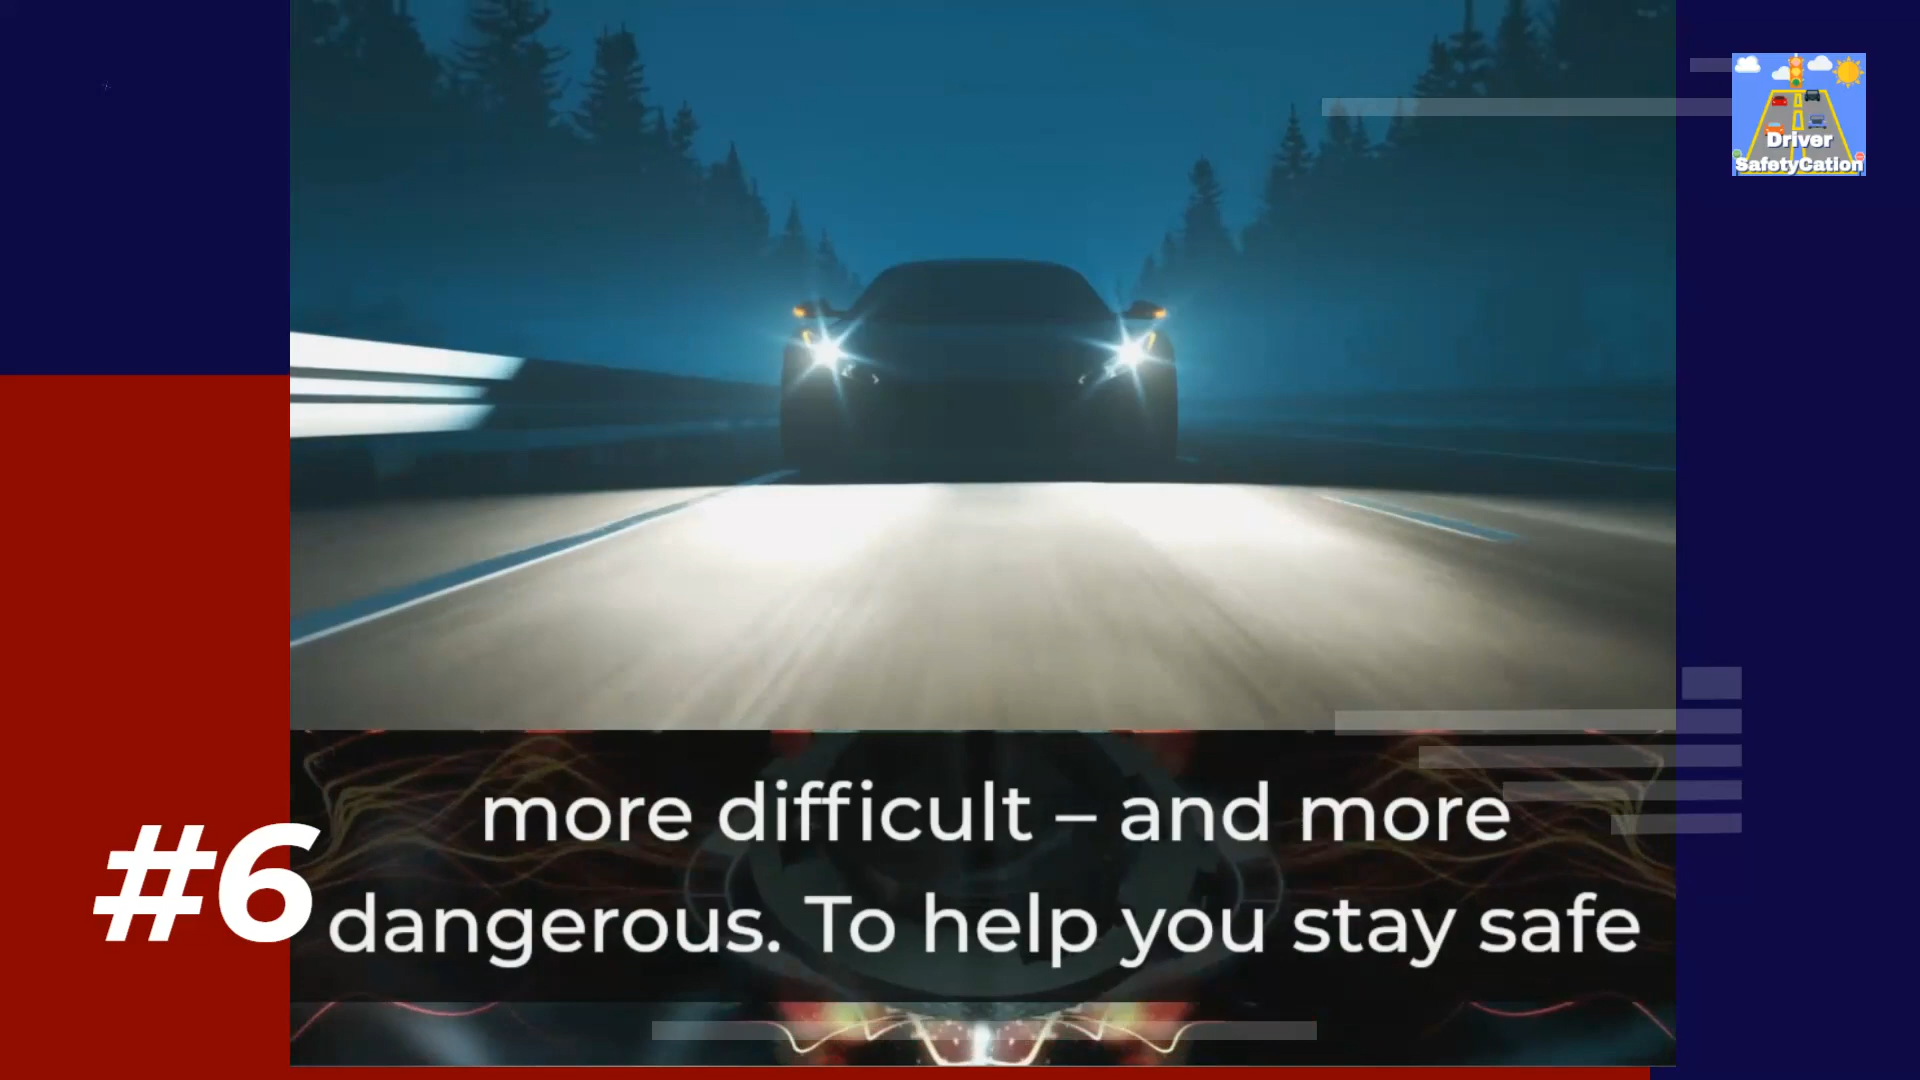 Driver
SafetyCation
more difficult – and more
#6
dangerous. To help you stay safe